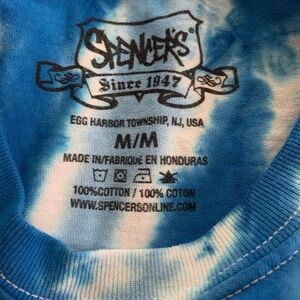 SPENCER'S
Since 1947
EGG HARBOR TOWNSHIP, NJ, USA
M/M
MADE IN/FABRIQUE EN HONDURAS
100%COTTON / 100% COTON
WWW.SPENCERSONLINE.COM